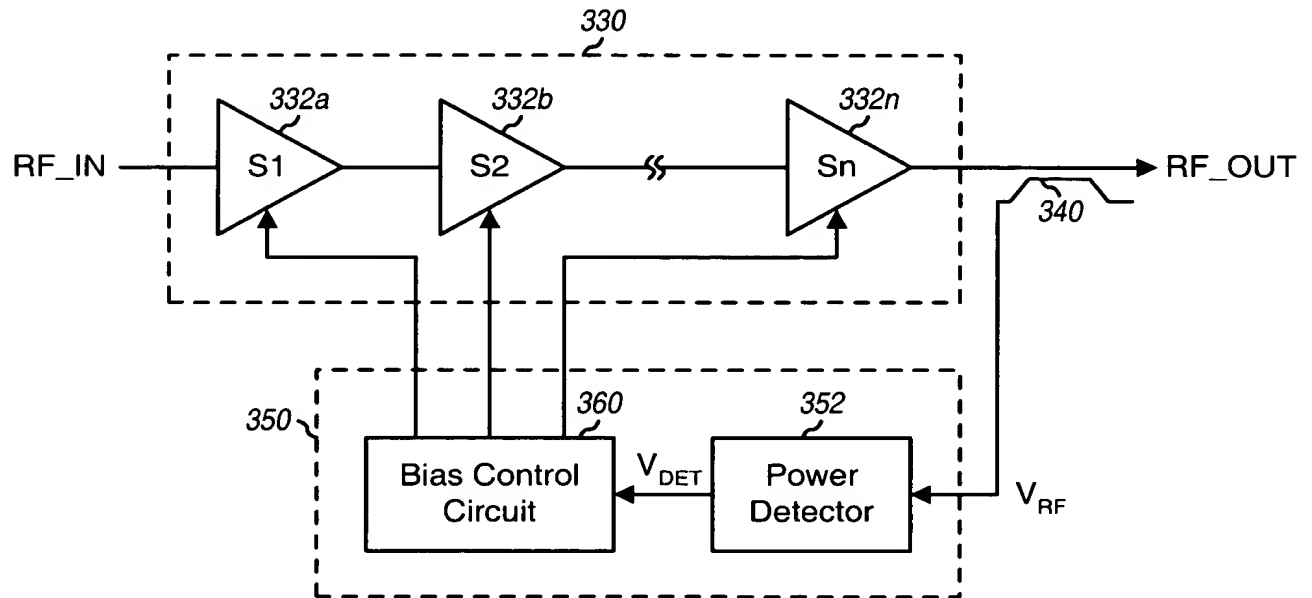 330
332a
332b
332n
RF_IN
S1
S2
Sn
RF_OUT
340
350
360
352
Bias Control
Circuit
V_DET
Power
Detector
V_RF